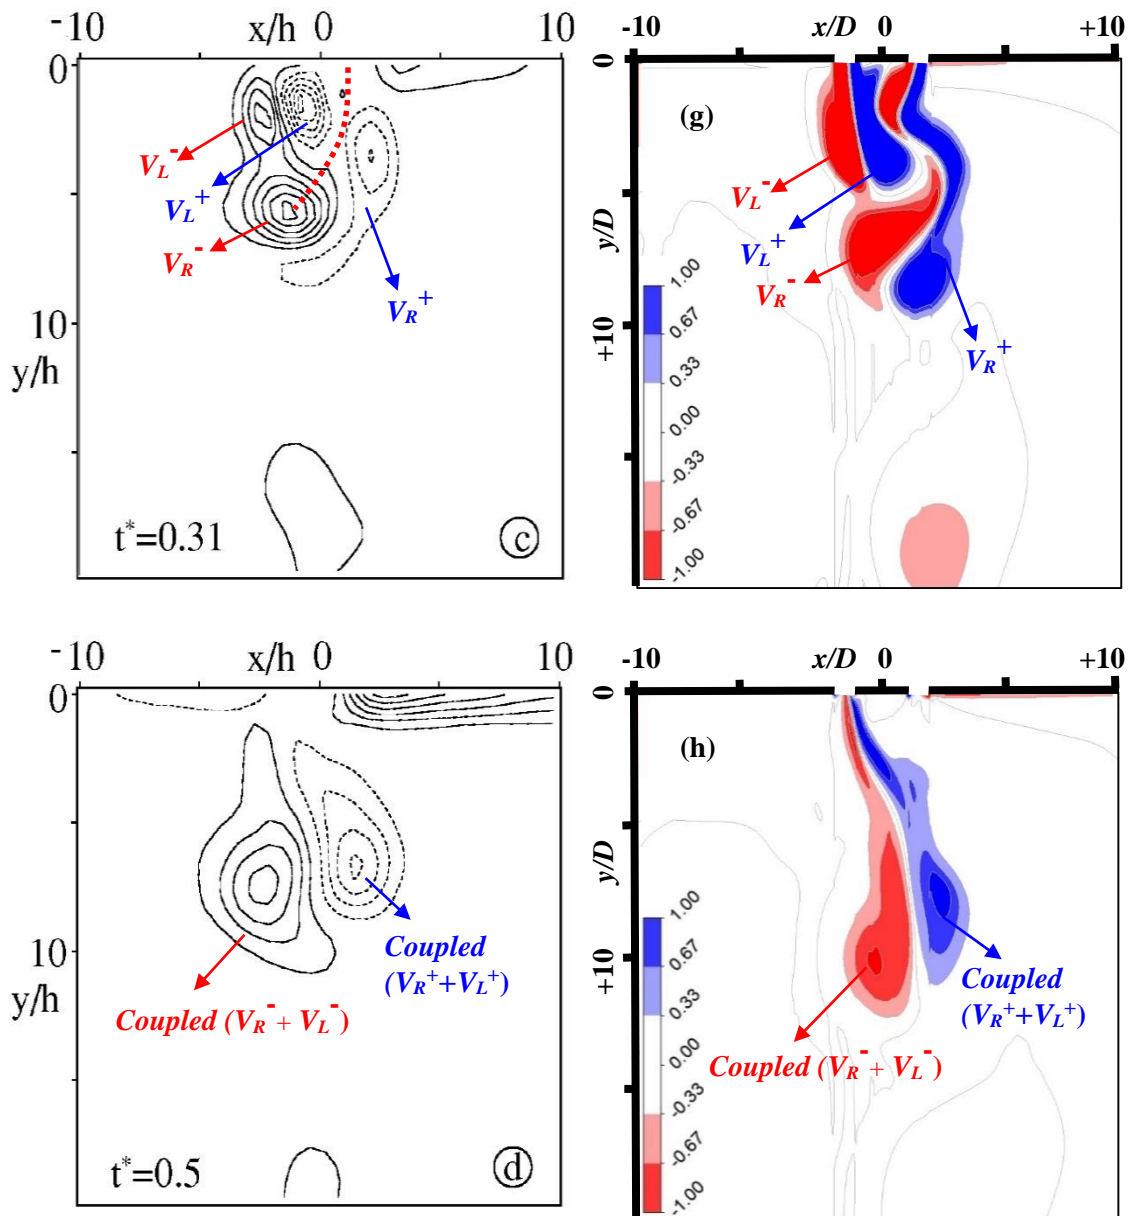 -10 x/h 0 10
0
10
y/h
V_L^-
V_L^+
V_R^-
V_R^+
t*=0.31
c
-10 x/D 0 +10
0
y/D
+10
(g)
V_L^-
V_L^+
V_R^-
V_R^+
1.00
0.67
0.33
0.00
-0.33
-0.67
-1.00
-10 x/h 0 10
0
10
y/h
Coupled
(V_R^+ + V_L^+)
Coupled (V_R^- + V_L^-)
t*=0.5
d
-10 x/D 0 +10
0
y/D
+10
(h)
Coupled
(V_R^+ + V_L^+)
Coupled (V_R^- + V_L^-)
1.00
0.67
0.33
0.00
-0.33
-0.67
-1.00